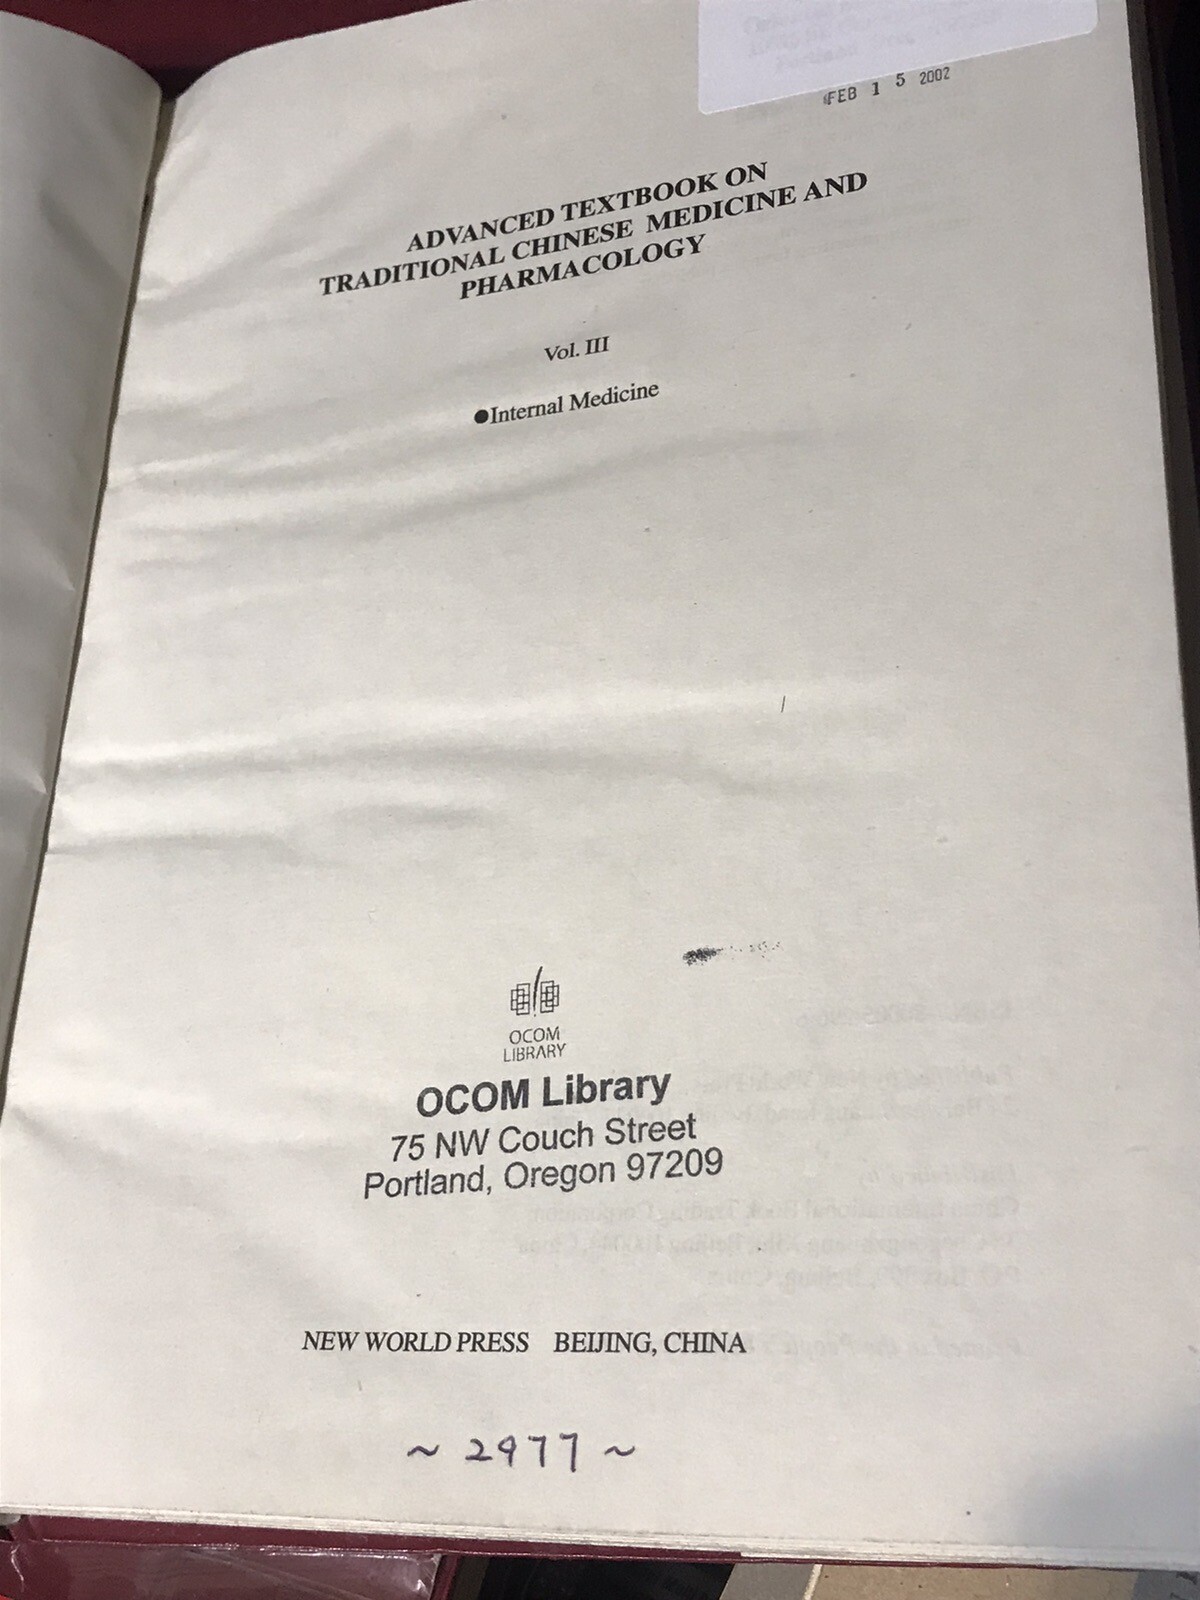 FEB 1 5 2002
ADVANCED TEXTBOOK ON
TRADITIONAL CHINESE MEDICINE AND
PHARMACOLOGY
Vol. III
●Internal Medicine
OCOM
LIBRARY
OCOM Library
75 NW Couch Street
Portland, Oregon 97209
NEW WORLD PRESS BEIJING, CHINA
~ 2977 ~